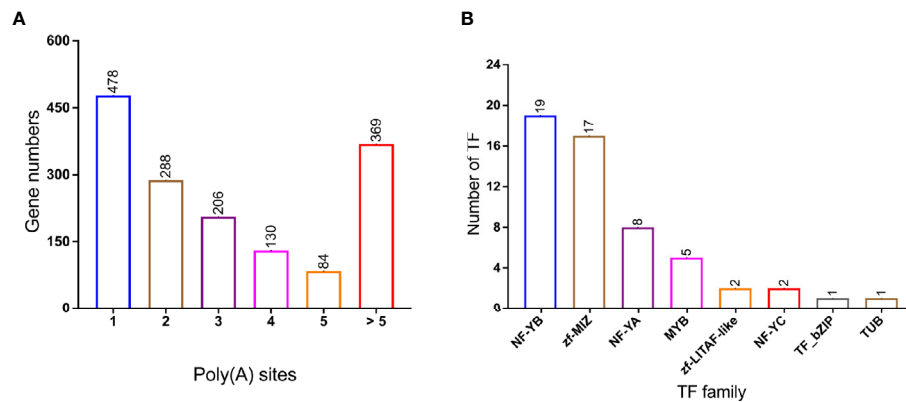 A
Gene numbers
600
450
300
150
0
478
288
206
130
84
369
1 2 3 4 5 > 5
Poly(A) sites
B
Number of TF
24
20
16
12
8
4
0
19
17
8
5
2
2
1
1
NF-YB
zf-MIZ
NF-YA
MYB
zf-LITAF-like
NF-YC
TF_bZIP
TUB
TF family